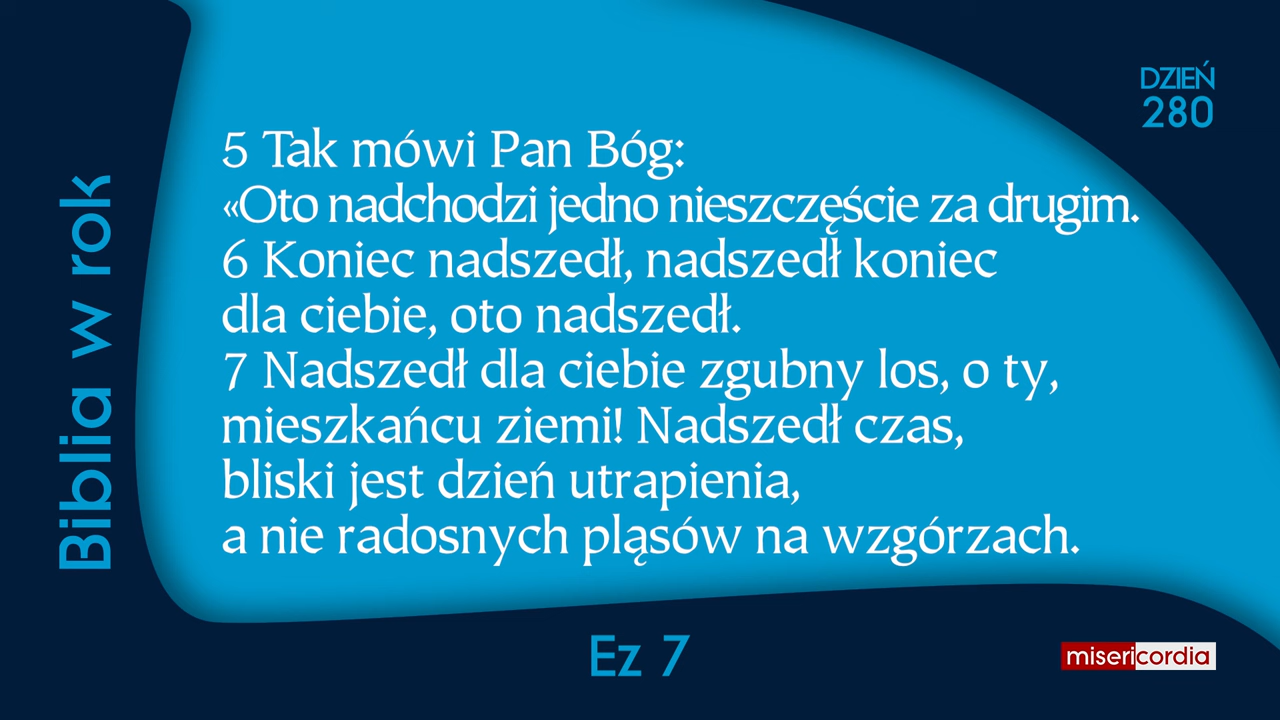 DZIEŃ
280
Biblia w rok
5 Tak mówi Pan Bóg:
«Oto nadchodzi jedno nieszczęście za drugim.
6 Koniec nadszedł, nadszedł koniec
dla ciebie, oto nadszedł.
7 Nadszedł dla ciebie zgubny los, o ty,
mieszkańcu ziemi! Nadszedł czas,
bliski jest dzień utrapienia,
a nie radosnych pląsów na wzgórzach.
Ez 7
misericordia